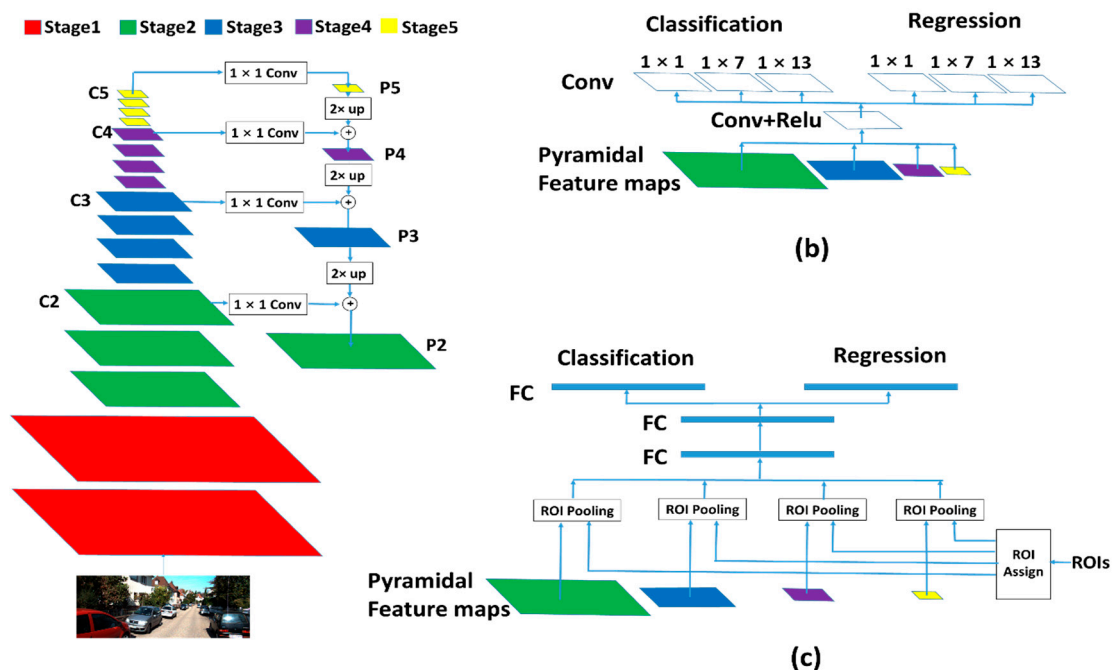 Stage1 Stage2 Stage3 Stage4 Stage5
C5
1 × 1 Conv
P5
2× up
C4
1 × 1 Conv
+
P4
2× up
C3
1 × 1 Conv
+
P3
2× up
C2
1 × 1 Conv
+
P2
Classification Regression
1 × 1 1 × 7 1 × 13 1 × 1 1 × 7 1 × 13
Conv
Conv+Relu
Pyramidal
Feature maps
(b)
Classification Regression
FC
FC
FC
ROI Pooling ROI Pooling ROI Pooling ROI Pooling
ROI
Assign
ROIs
Pyramidal
Feature maps
(c)